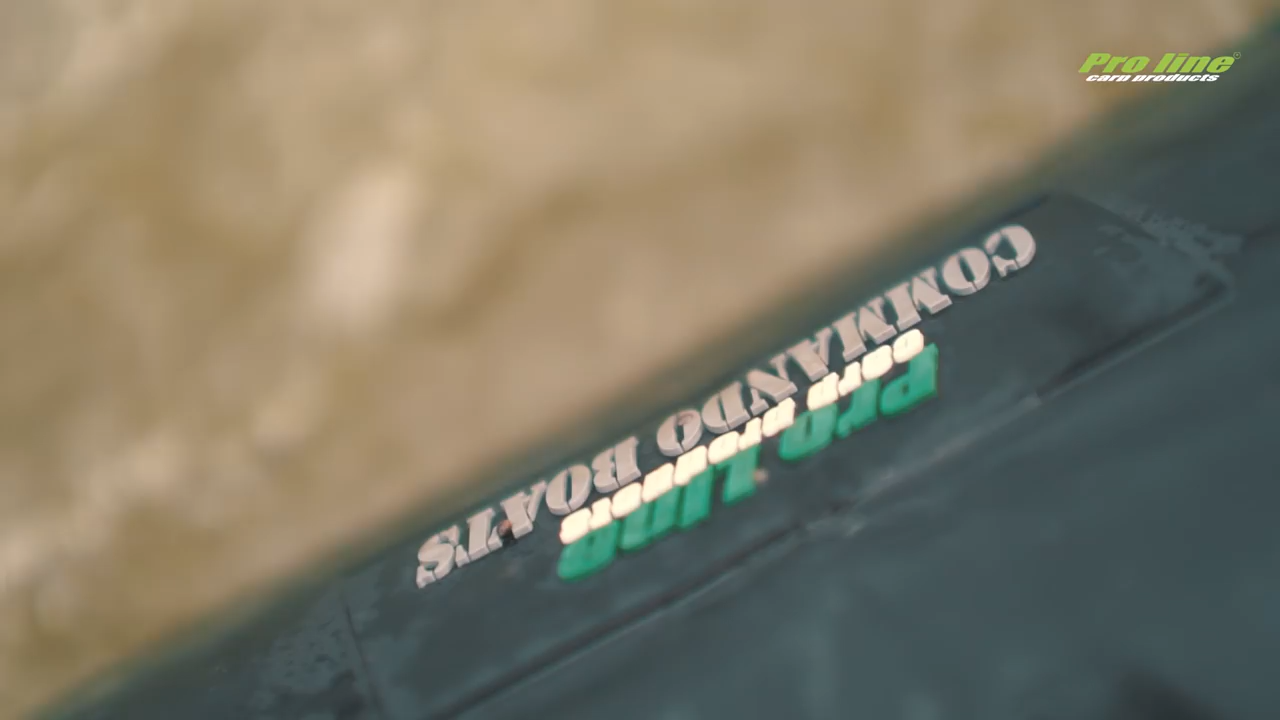 Pro line®
carp products
Pro Line
carp products
COMMANDO BOATS